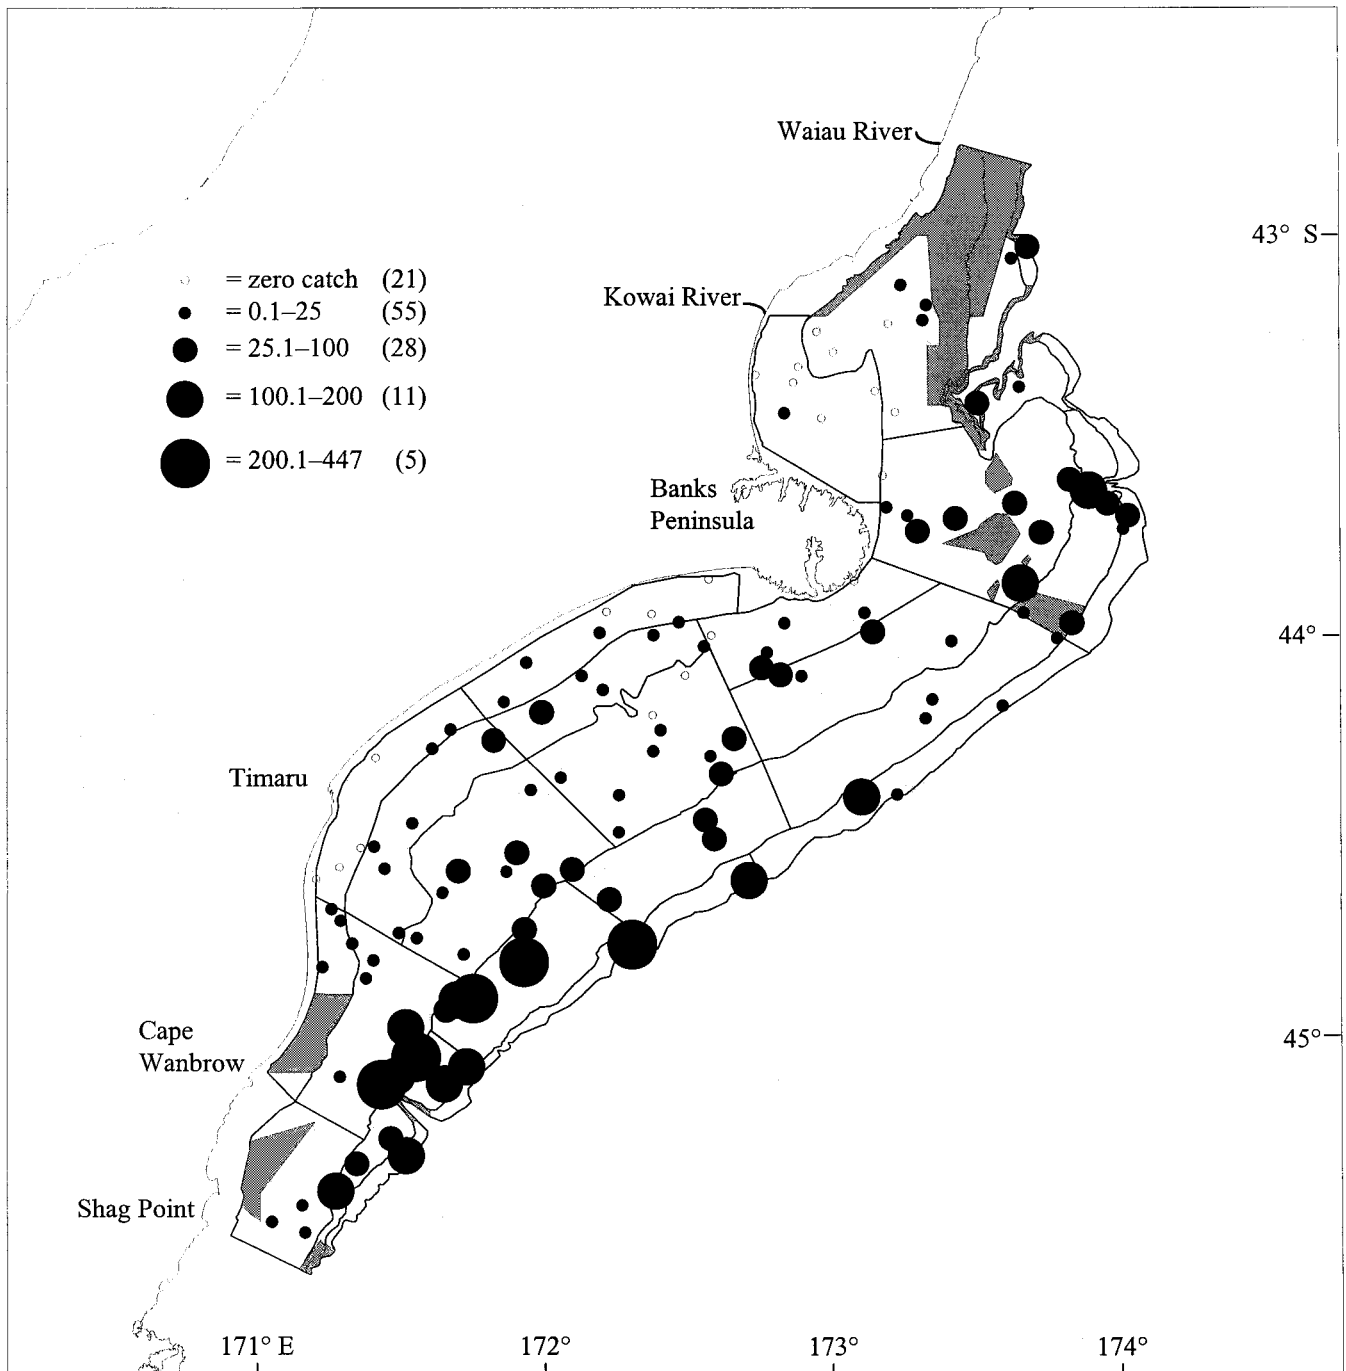 Waiau River
43° S
= zero catch (21)
Kowai River
= 0.1–25 (55)
= 25.1–100 (28)
= 100.1–200 (11)
= 200.1–447 (5)
Banks
Peninsula
44°
Timaru
Cape
Wanbrow
45°
Shag Point
171° E 172° 173° 174°